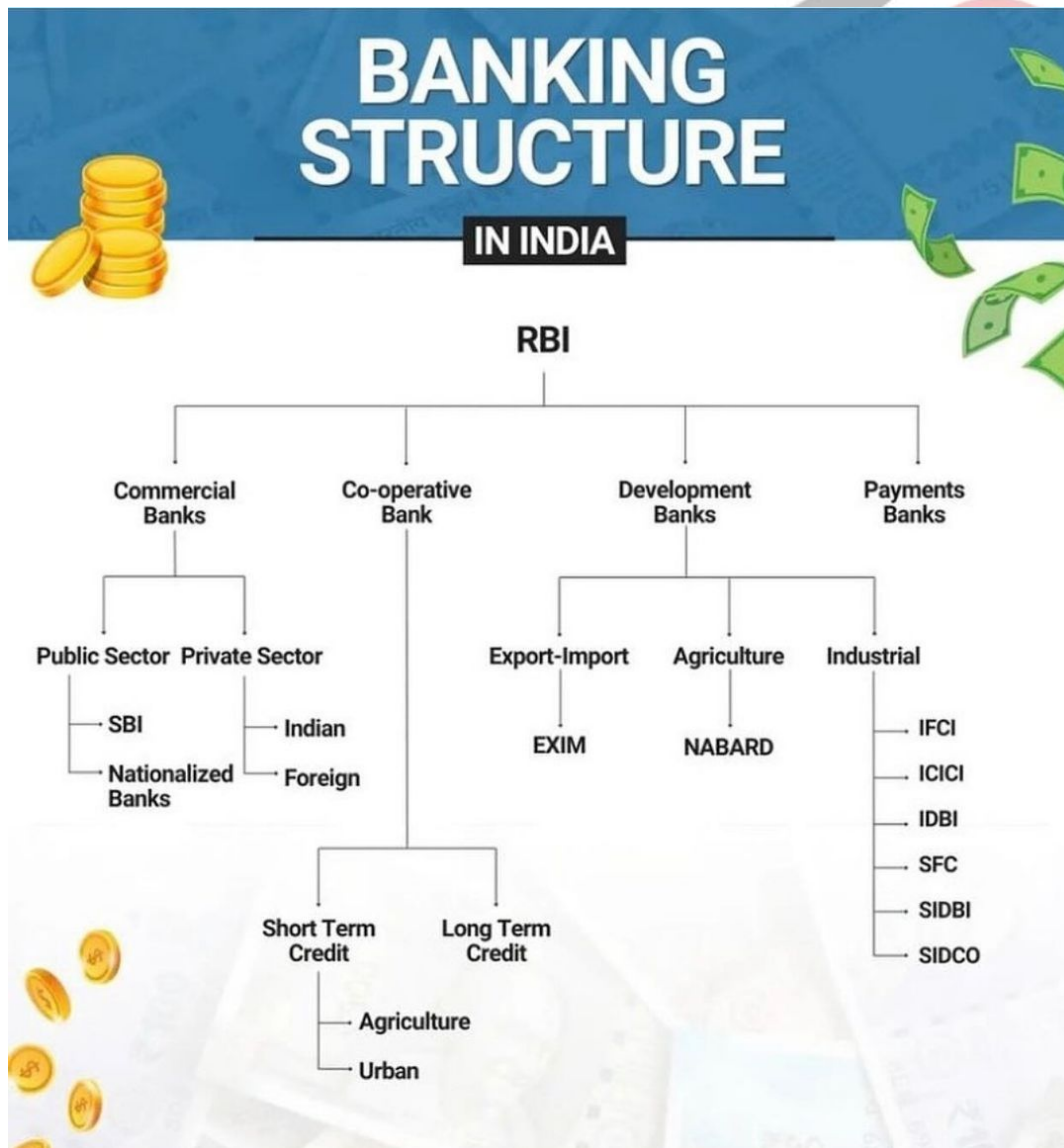 BANKING
STRUCTURE
IN INDIA
RBI
Commercial
Banks
Co-operative
Bank
Development
Banks
Payments
Banks
Public Sector
Private Sector
Export-Import
Agriculture
Industrial
SBI
Nationalized
Banks
Indian
Foreign
EXIM
NABARD
IFCI
ICICI
IDBI
SFC
SIDBI
SIDCO
Short Term
Credit
Long Term
Credit
Agriculture
Urban